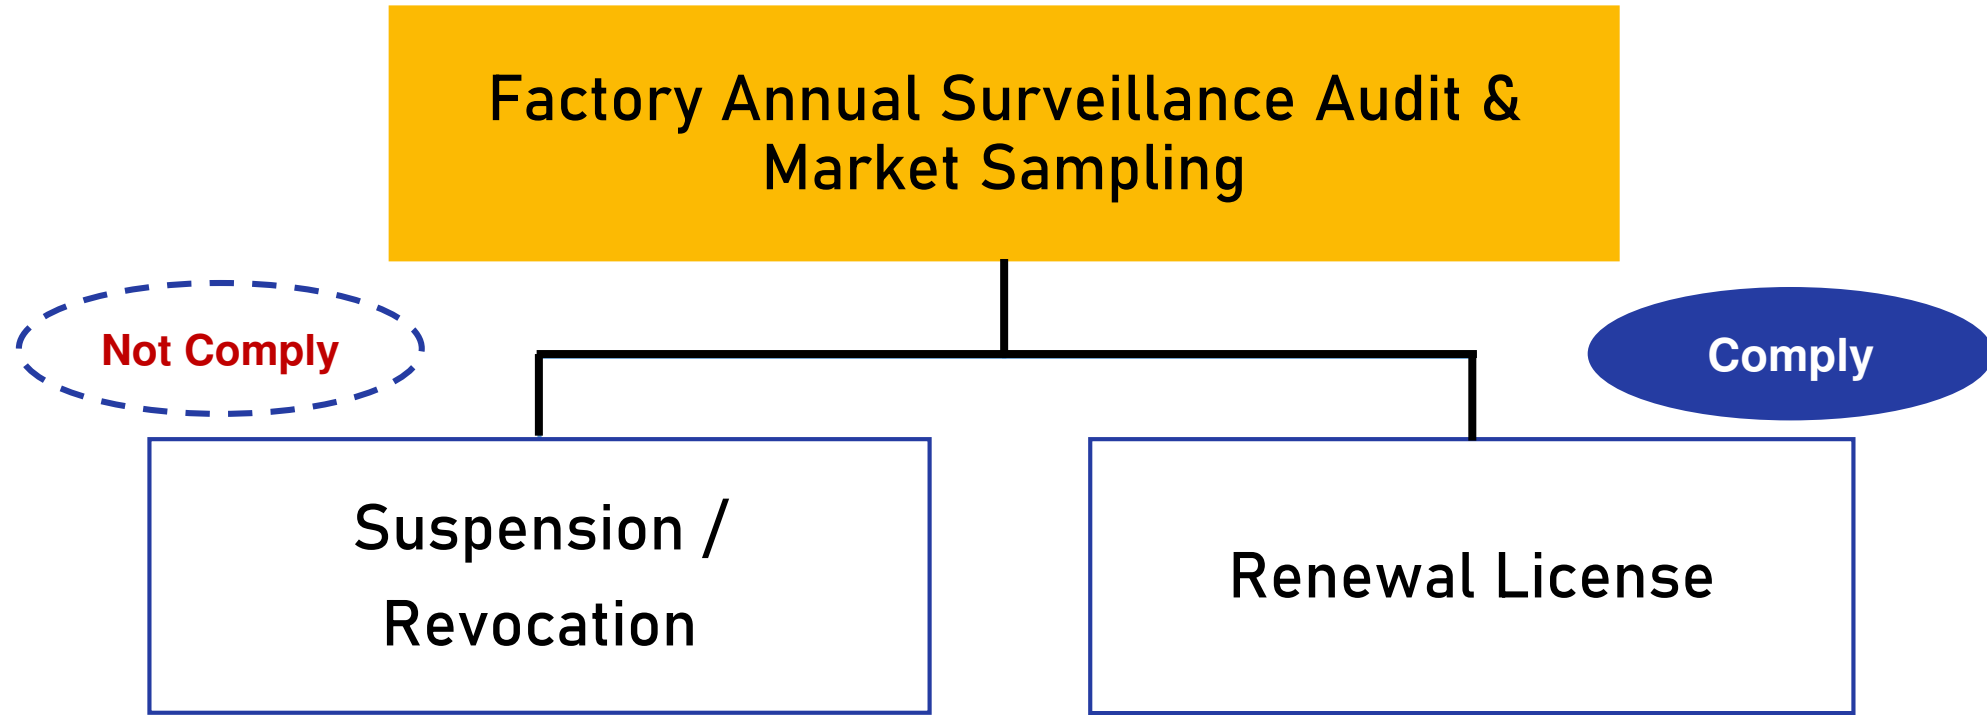 Factory Annual Surveillance Audit &
Market Sampling
Not Comply
Comply
Suspension /
Revocation
Renewal License